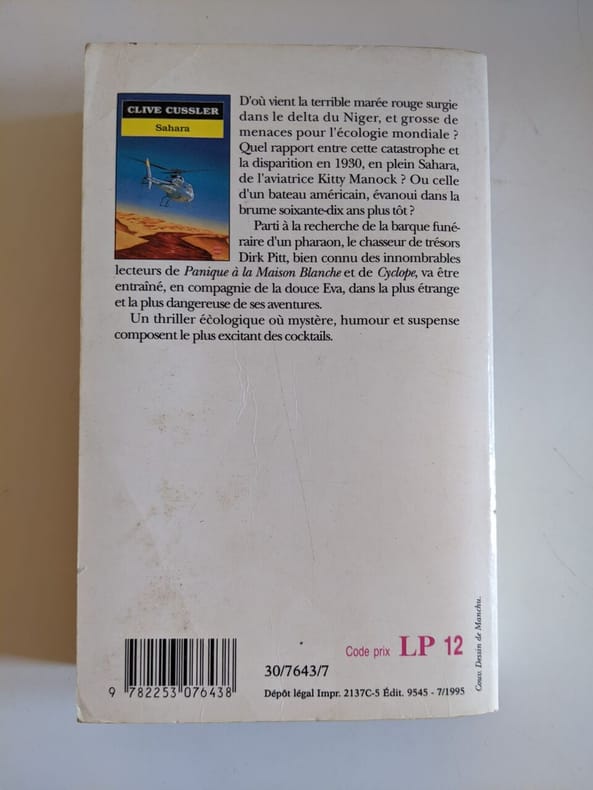 CLIVE CUSSLER
Sahara
D'où vient la terrible marée rouge surgie
dans le delta du Niger, et grosse de
menaces pour l'écologie mondiale ?
Quel rapport entre cette catastrophe et
la disparition en 1930, en plein Sahara,
de l'aviatrice Kitty Manock ? Ou celle
d'un bateau américain, évanoui dans la
brume soixante-dix ans plus tôt ?
Parti à la recherche de la barque funé-
raire d'un pharaon, le chasseur de trésors
Dirk Pitt, bien connu des innombrables
lecteurs de Panique à la Maison Blanche et de Cyclope, va être
entraîné, en compagnie de la douce Eva, dans la plus étrange
et la plus dangereuse de ses aventures.
Un thriller écologique où mystère, humour et suspense
composent le plus excitant des cocktails.
Couv. Dessin de Manchu.
Code prix LP 12
30/7643/7
9 782253 076438
Dépôt légal Impr. 2137C-5 Édit. 9545 - 7/1995